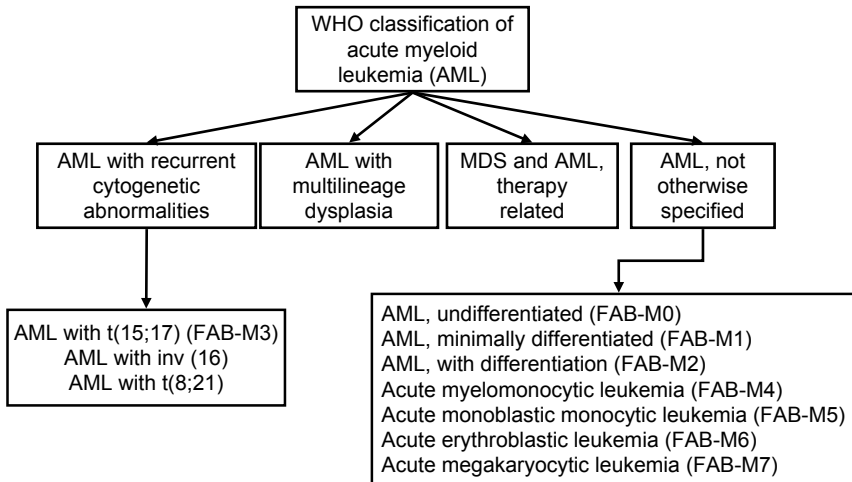 WHO classification of
acute myeloid
leukemia (AML)
AML with recurrent
cytogenetic
abnormalities
AML with
multilineage
dysplasia
MDS and AML,
therapy
related
AML, not
otherwise
specified
AML with t(15;17) (FAB-M3)
AML with inv (16)
AML with t(8;21)
AML, undifferentiated (FAB-M0)
AML, minimally differentiated (FAB-M1)
AML, with differentiation (FAB-M2)
Acute myelomonocytic leukemia (FAB-M4)
Acute monoblastic monocytic leukemia (FAB-M5)
Acute erythroblastic leukemia (FAB-M6)
Acute megakaryocytic leukemia (FAB-M7)